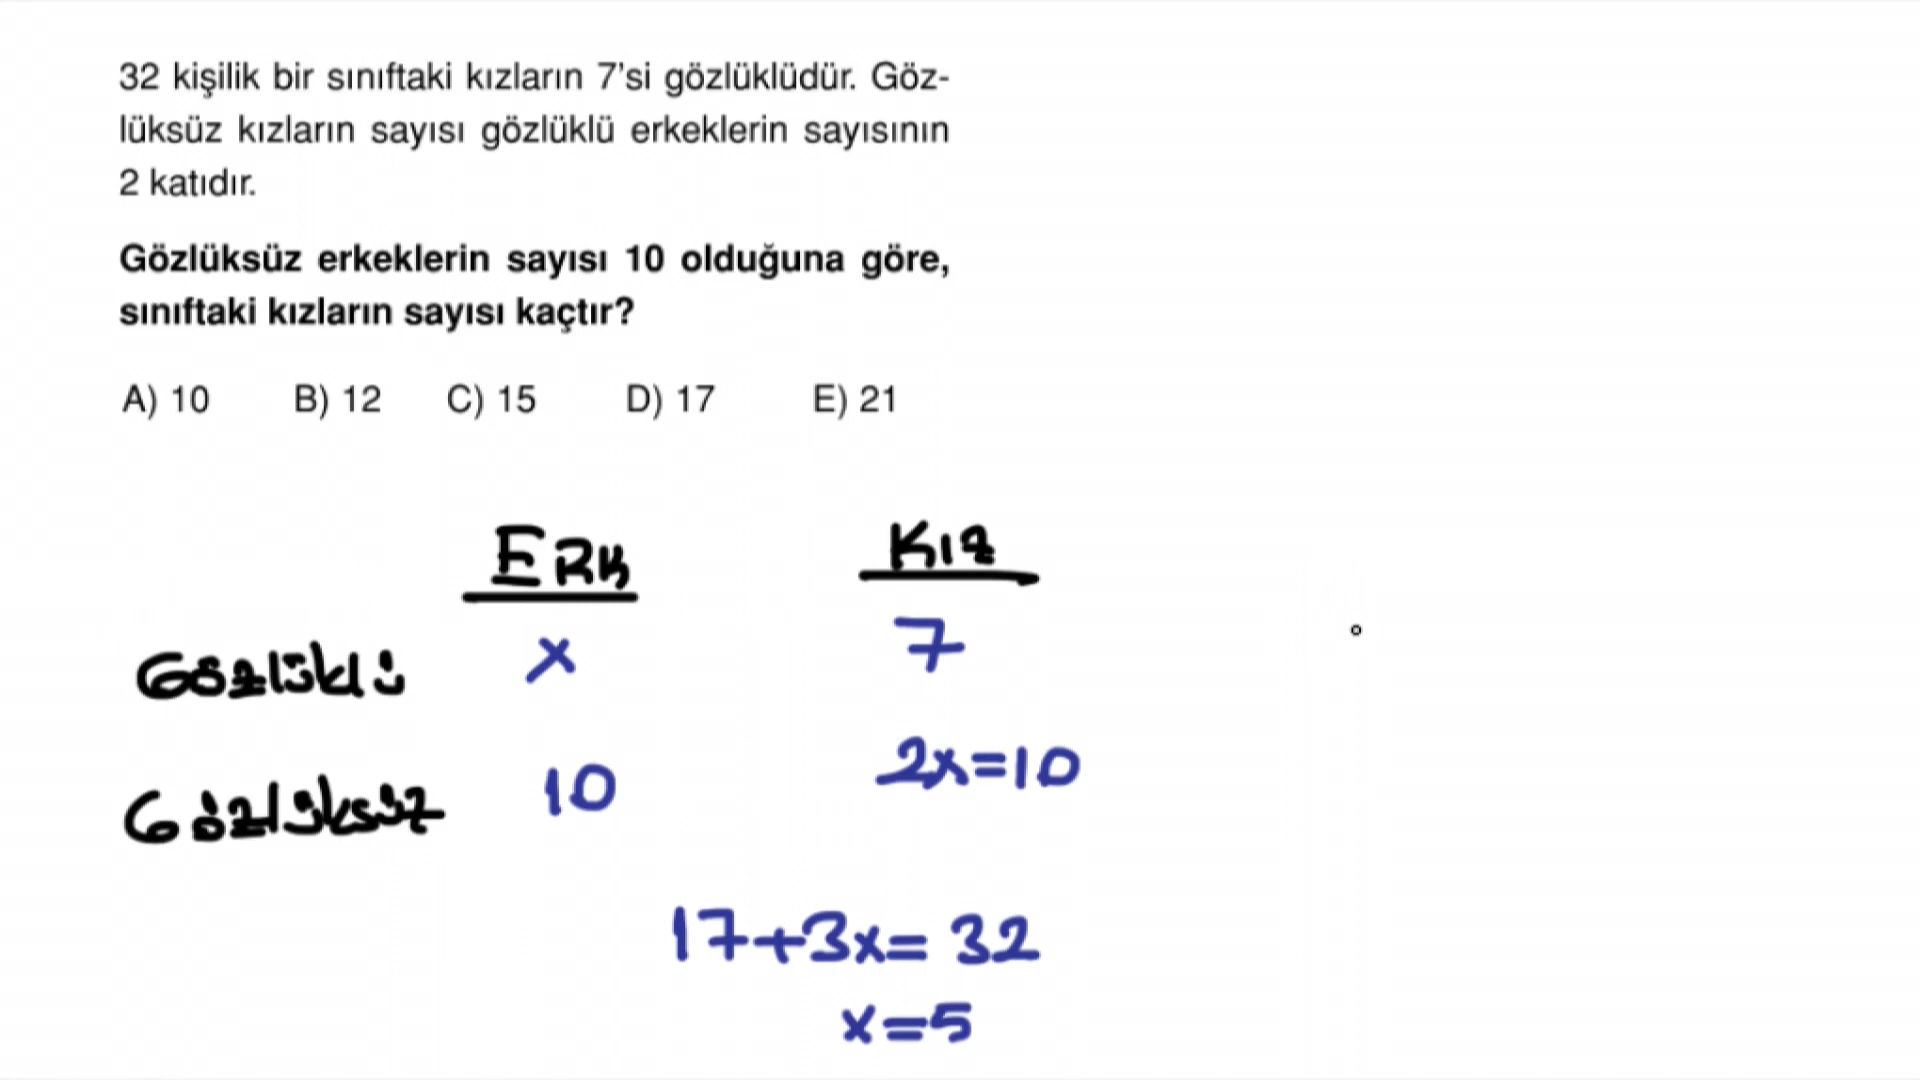 32 kişilik bir sınıftaki kızların 7'si gözlüklüdür. Göz-
lüksüz kızların sayısı gözlüklü erkeklerin sayısının
2 katıdır.
Gözlüksüz erkeklerin sayısı 10 olduğuna göre,
sınıftaki kızların sayısı kaçtır?
A) 10 B) 12 C) 15 D) 17 E) 21
ERK Kız
Gözlüklü x 7
Gözlüksüz 10 2x=10
17+3x=32
x=5